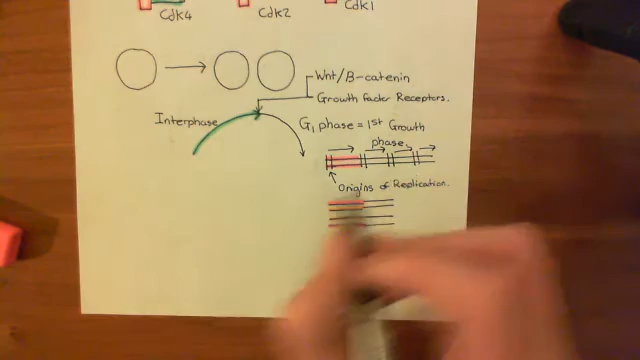 Cdk4
Cdk2
Cdk1
Wnt/β-catenin
Growth factor Receptors.
Interphase
G1 phase = 1st Growth
phase
Origins of Replication.